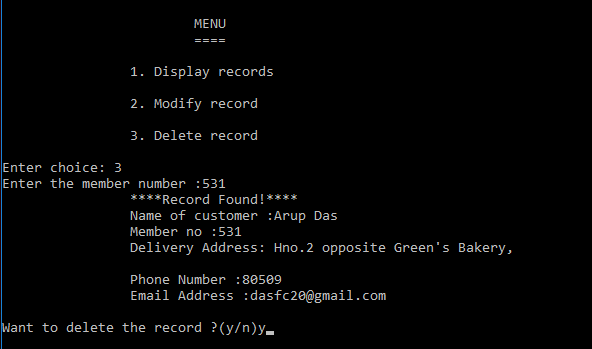 MENU
====
1. Display records
2. Modify record
3. Delete record
Enter choice: 3
Enter the member number :531
****Record Found!****
Name of customer :Arup Das
Member no :531
Delivery Address: Hno.2 opposite Green's Bakery,
Phone Number :80509
Email Address :dasfc20@gmail.com
Want to delete the record ?(y/n)y_